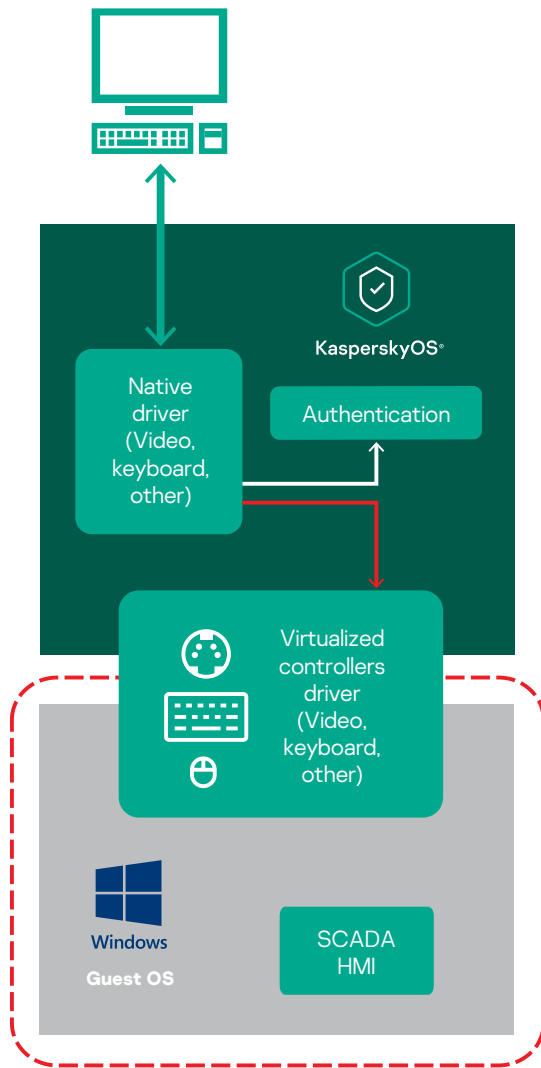 KasperskyOS®
Native
driver
(Video,
keyboard,
other)
Authentication
Virtualized
controllers
driver
(Video,
keyboard,
other)
Windows
Guest OS
SCADA
HMI